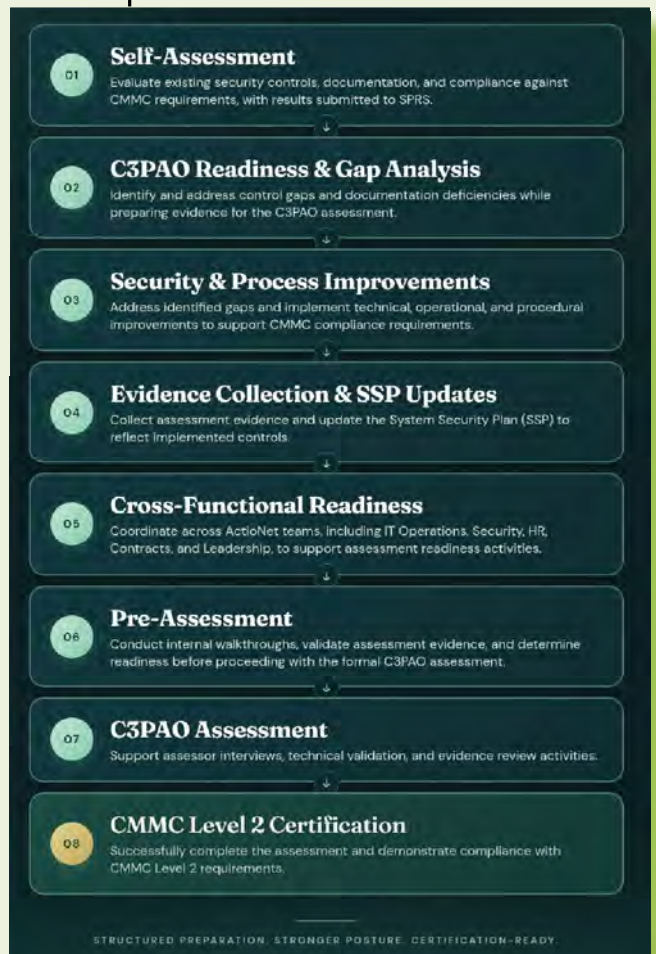 01
Self-Assessment
Evaluate existing security controls, documentation, and compliance against
CMMC requirements, with results submitted to SPRS.
02
C3PAO Readiness & Gap Analysis
Identify and address control gaps and documentation deficiencies while
preparing evidence for the C3PAO assessment.
03
Security & Process Improvements
Address identified gaps and implement technical, operational, and procedural
improvements to support CMMC compliance requirements.
04
Evidence Collection & SSP Updates
Collect assessment evidence and update the System Security Plan (SSP) to
reflect implemented controls.
05
Cross-Functional Readiness
Coordinate across ActioNet teams, including IT Operations, Security, HR,
Contracts, and Leadership, to support assessment readiness activities.
06
Pre-Assessment
Conduct internal walkthroughs, validate assessment evidence, and determine
readiness before proceeding with the formal C3PAO assessment.
07
C3PAO Assessment
Support assessor interviews, technical validation, and evidence review activities.
08
CMMC Level 2 Certification
Successfully complete the assessment and demonstrate compliance with
CMMC Level 2 requirements.
STRUCTURED PREPARATION. STRONGER POSTURE. CERTIFICATION-READY.